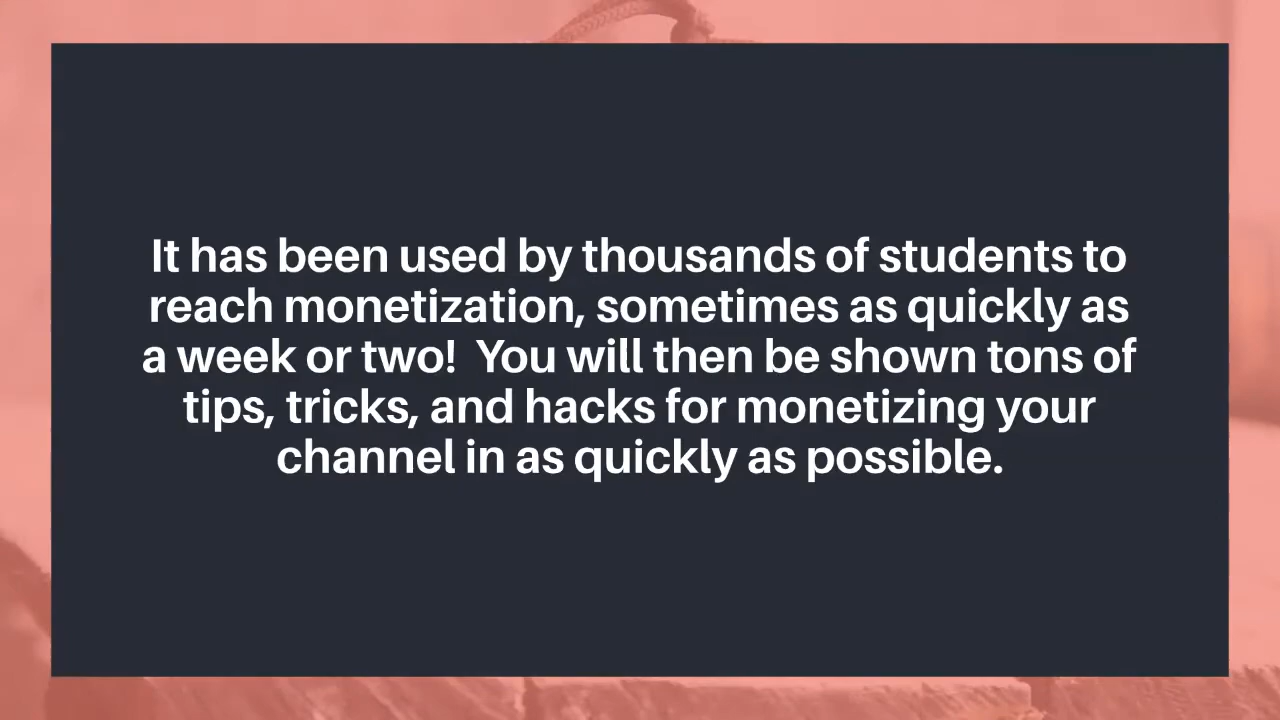 It has been used by thousands of students to
reach monetization, sometimes as quickly as
a week or two!  You will then be shown tons of
tips, tricks, and hacks for monetizing your
channel in as quickly as possible.